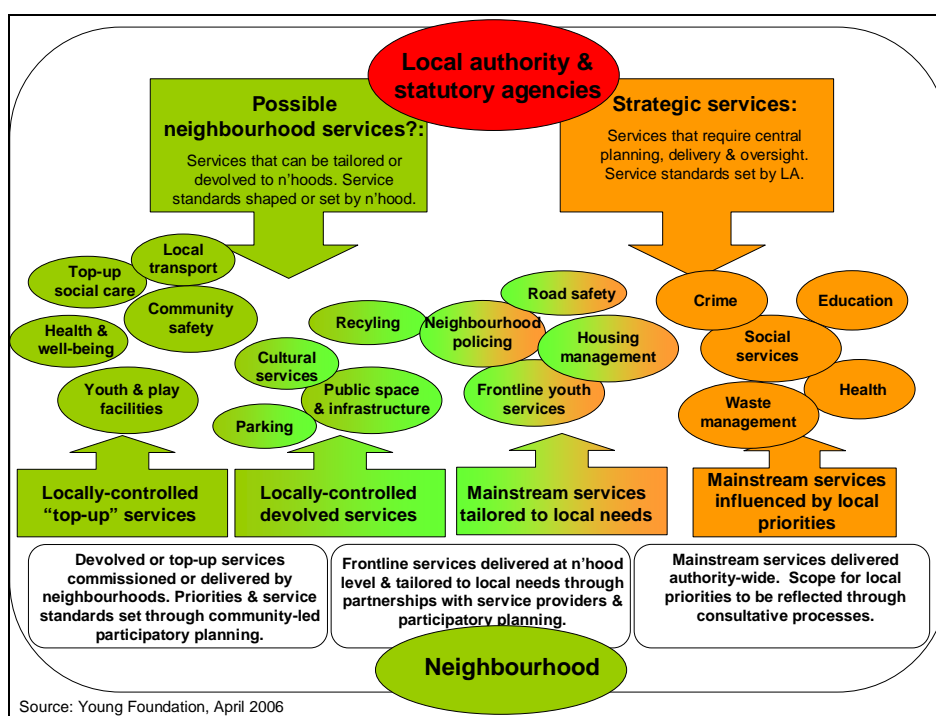 Local authority &
statutory agencies
Possible
neighbourhood services?:
Services that can be tailored or
devolved to n'hoods. Service
standards shaped or set by n'hood.
Strategic services:
Services that require central
planning, delivery & oversight.
Service standards set by LA.
Local
transport
Top-up
social care
Community
safety
Health &
well-being
Youth & play
facilities
Recyling
Cultural
services
Public space
& infrastructure
Parking
Road safety
Neighbourhood
policing
Housing
management
Frontline youth
services
Crime
Education
Social
services
Health
Waste
management
Locally-controlled
“top-up” services
Locally-controlled
devolved services
Mainstream services
tailored to local needs
Mainstream services
influenced by local
priorities
Devolved or top-up services
commissioned or delivered by
neighbourhoods. Priorities & service
standards set through community-led
participatory planning.
Frontline services delivered at n'hood
level & tailored to local needs through
partnerships with service providers &
participatory planning.
Mainstream services delivered
authority-wide.  Scope for local
priorities to be reflected through
consultative processes.
Neighbourhood
Source: Young Foundation, April 2006